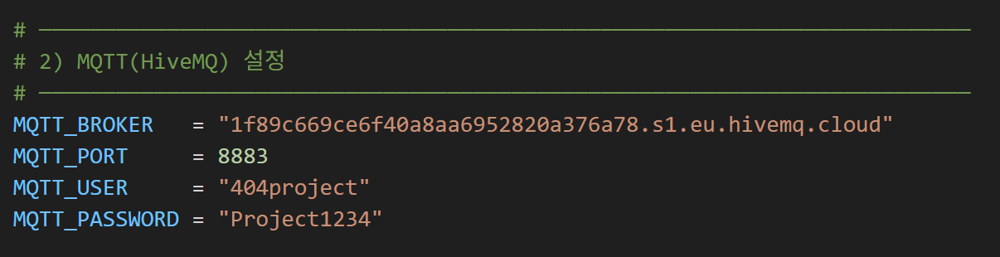 # ──────────────────────────────────────────────────────────────────────────
# 2) MQTT(HiveMQ) 설정
# ──────────────────────────────────────────────────────────────────────────
MQTT_BROKER   = "1f89c669ce6f40a8aa6952820a376a78.s1.eu.hivemq.cloud"
MQTT_PORT     = 8883
MQTT_USER     = "404project"
MQTT_PASSWORD = "Project1234"